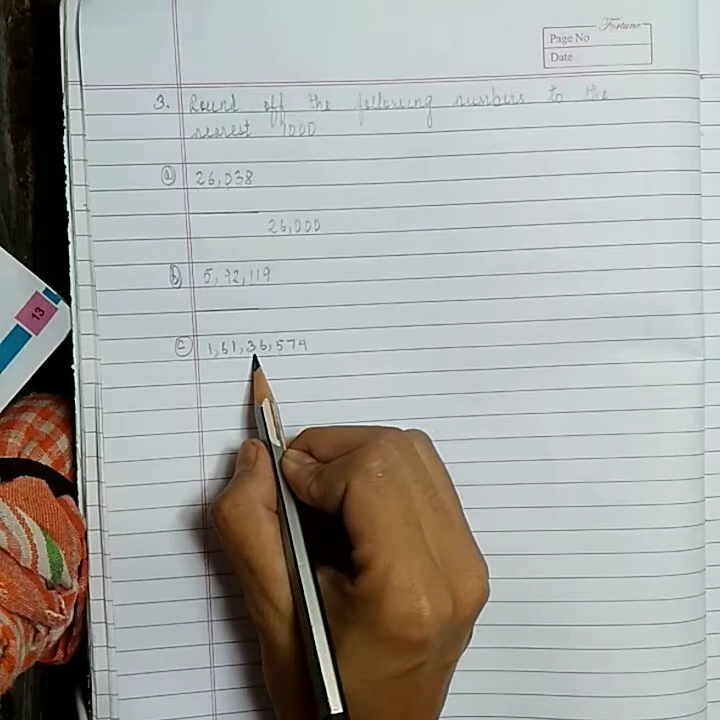 Fortune
Page No
Date
3. Round off the following numbers to the
nearest 1000
(a) 26,038
26,000
(b) 5,92,119
(c) 1,61,36,574
13